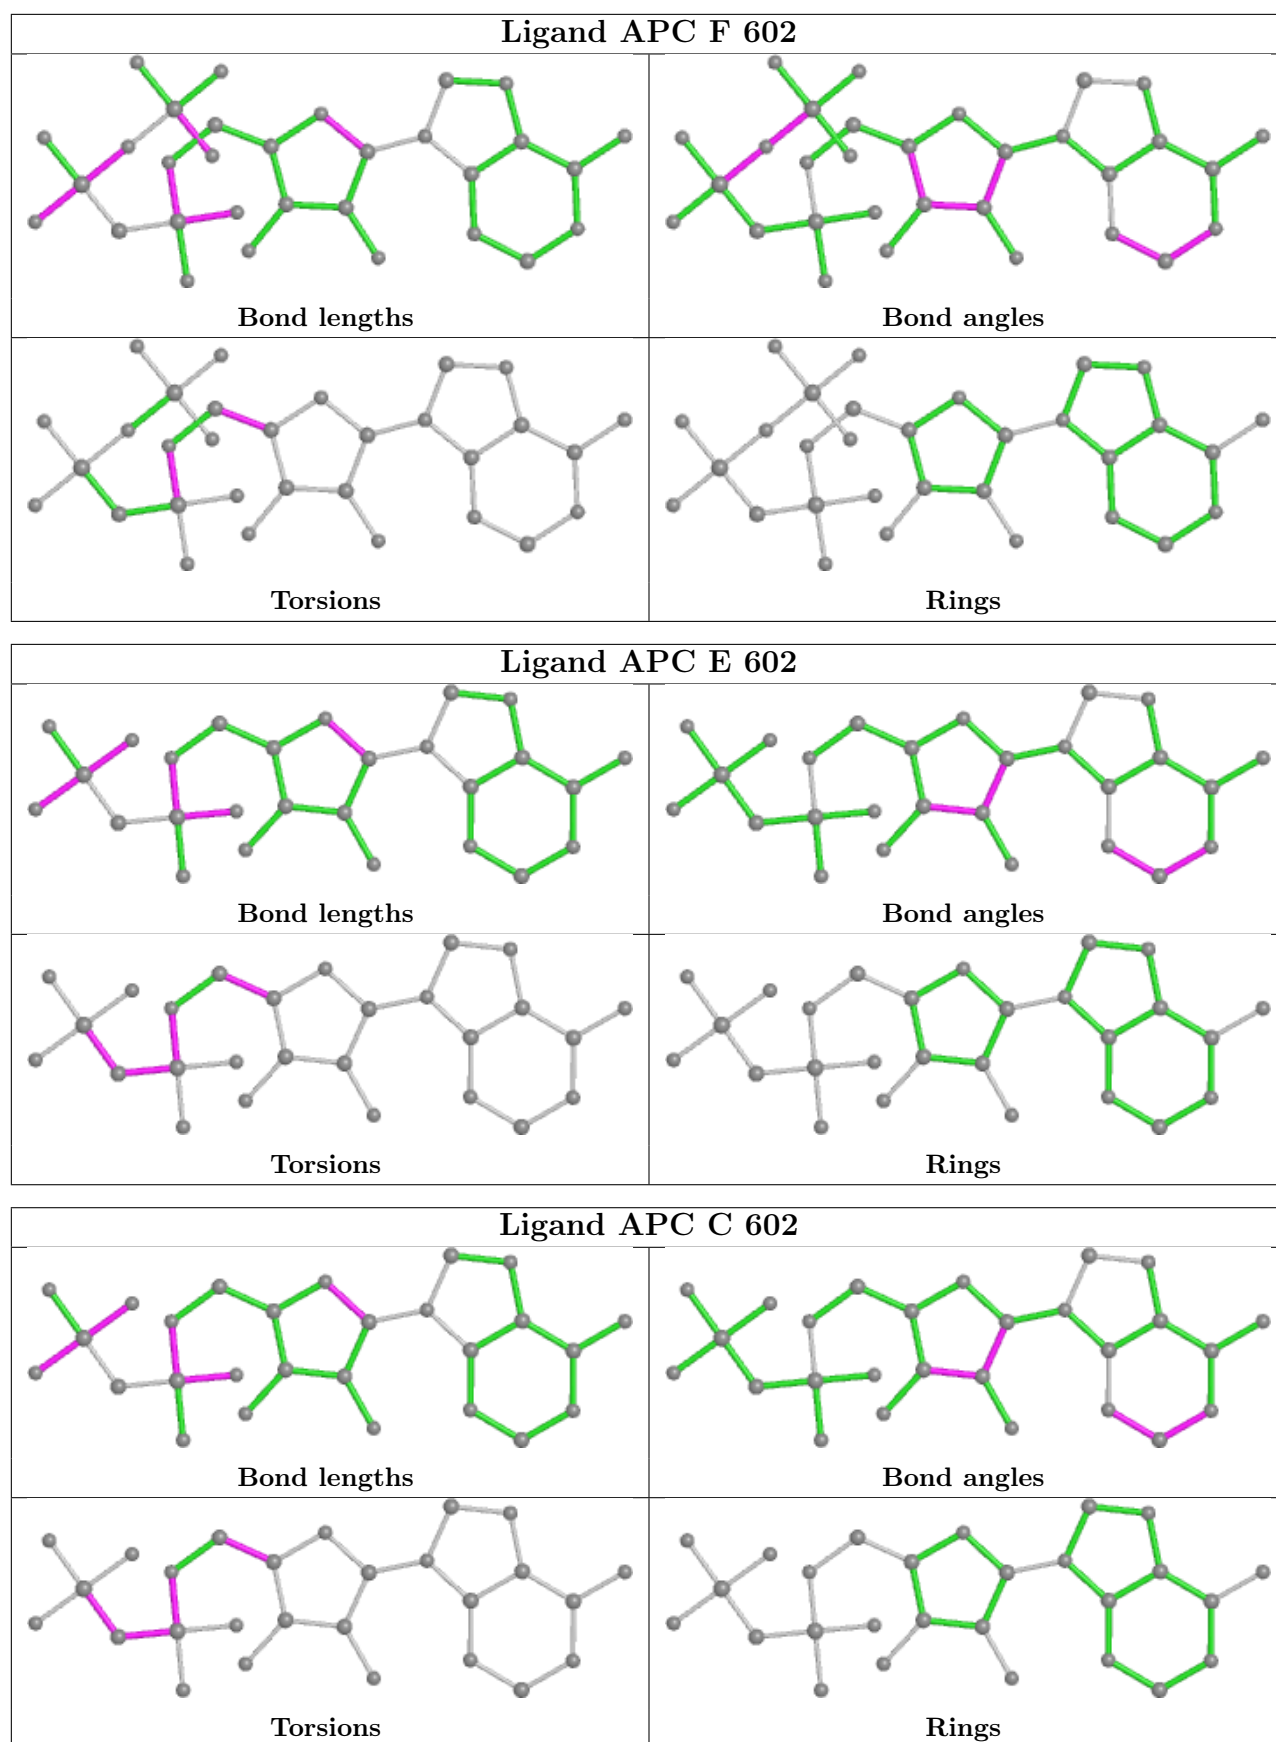 Ligand APC F 602
Bond lengths
Bond angles
Torsions
Rings
Ligand APC E 602
Bond lengths
Bond angles
Torsions
Rings
Ligand APC C 602
Bond lengths
Bond angles
Torsions
Rings